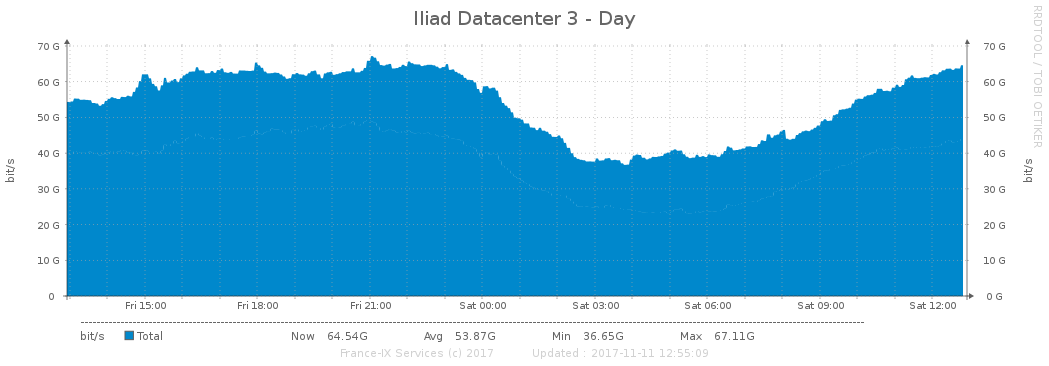 Iliad Datacenter 3 - Day
RRDTOOL / TOBI OETIKER
70 G 70 G
60 G 60 G
50 G 50 G
40 G 40 G
30 G 30 G
20 G 20 G
10 G 10 G
0 0 G
bit/s bit/s
Fri 15:00 Fri 18:00 Fri 21:00 Sat 00:00 Sat 03:00 Sat 06:00 Sat 09:00 Sat 12:00
bit/s Total Now 64.54G Avg 53.87G Min 36.65G Max 67.11G
France-IX Services (c) 2017 Updated : 2017-11-11 12:55:09